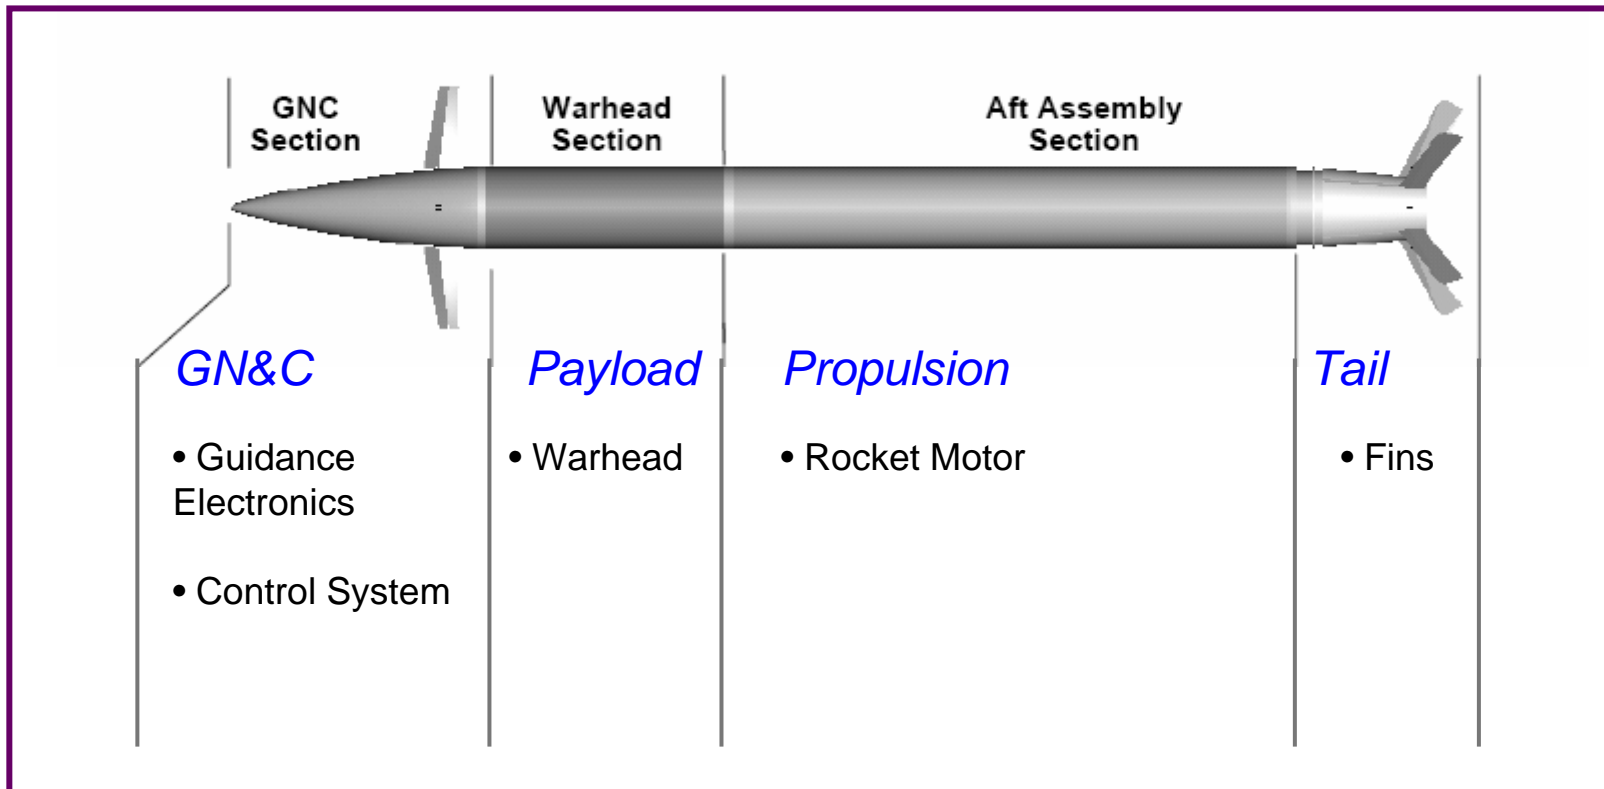 GNC
Section
Warhead
Section
Aft Assembly
Section
GN&C
Payload
Propulsion
Tail
• Guidance
Electronics
• Control System
• Warhead
• Rocket Motor
• Fins